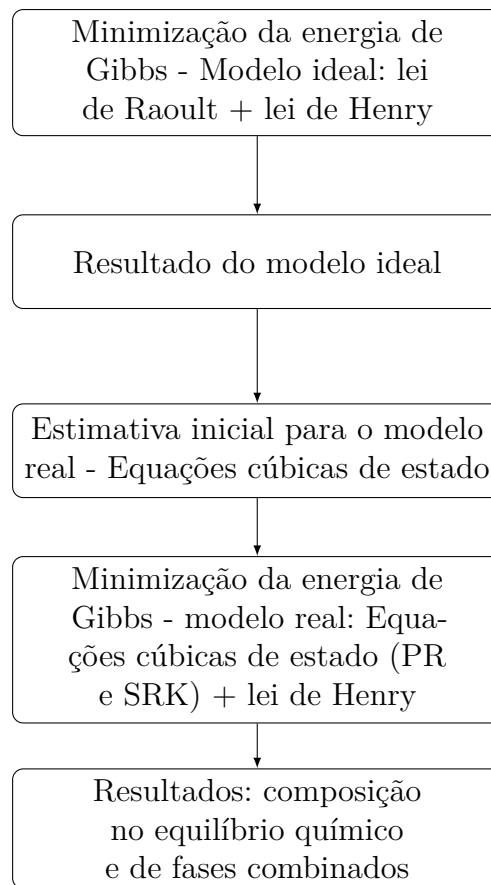 Minimização da energia de
Gibbs - Modelo ideal: lei
de Raoult + lei de Henry
Resultado do modelo ideal
Estimativa inicial para o modelo
real - Equações cúbicas de estado
Minimização da energia de
Gibbs - modelo real: Equa-
ções cúbicas de estado (PR
e SRK) + lei de Henry
Resultados: composição
no equilíbrio químico
e de fases combinados